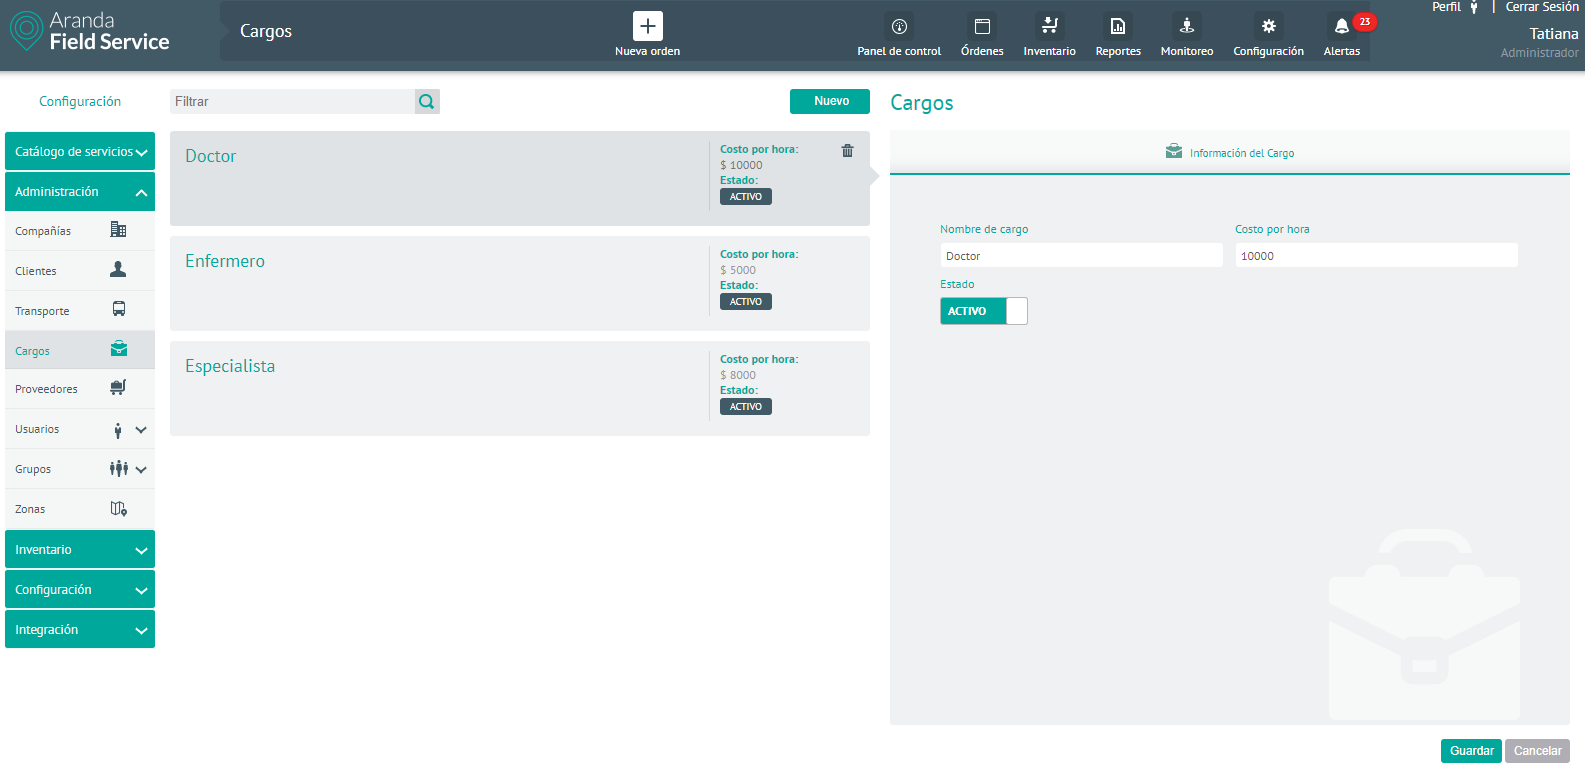 Aranda
Field Service
Cargos
Nueva orden
Panel de control
Órdenes
Inventario
Reportes
Monitoreo
Configuración
Alertas
23
Perfil | Cerrar Sesión
Tatiana
Administrador
Configuración
Catálogo de servicios
Administración
Compañías
Clientes
Transporte
Cargos
Proveedores
Usuarios
Grupos
Zonas
Inventario
Configuración
Integración
Filtrar
Nuevo
Doctor
Costo por hora:
$ 10000
Estado:
ACTIVO
Enfermero
Costo por hora:
$ 5000
Estado:
ACTIVO
Especialista
Costo por hora:
$ 8000
Estado:
ACTIVO
Cargos
Información del Cargo
Nombre de cargo
Doctor
Costo por hora
10000
Estado
ACTIVO
Guardar
Cancelar